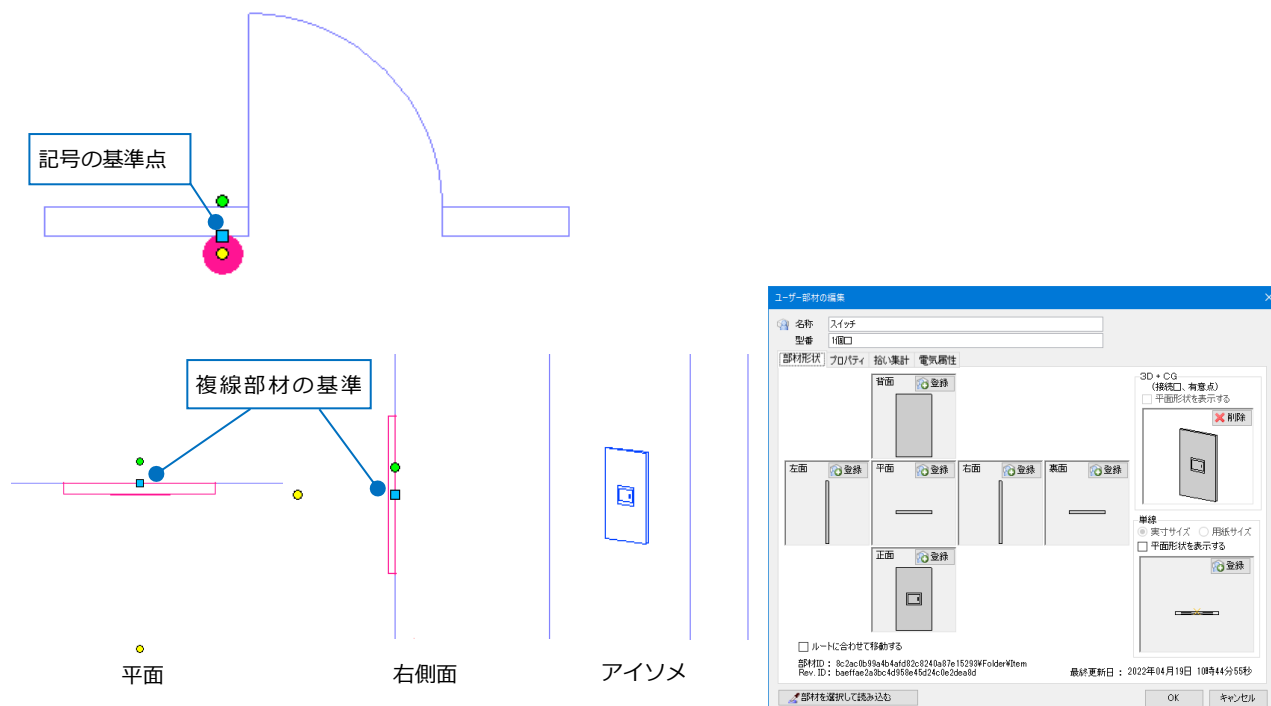 記号の基準点
複線部材の基準
平面
右側面
アイソメ
ユーザー部材の編集
名称 スイッチ
型番 1個口
部材形状 プロパティ 拾い集計 電気属性
背面 登録
左面 登録
平面 登録
右面 登録
裏面 登録
正面 登録
3D + CG
(接続口、有意点)
平面形状を表示する
削除
単線
実寸サイズ 用紙サイズ
平面形状を表示する
登録
ルートに合わせて移動する
部材ID : 8c2ac0b99a4b4afd82c8240a87e15293¥Folder¥Item
Rev. ID: baeffae2a3bc4d958e45d24c0e2dea8d
最終更新日 : 2022年04月19日 10時44分55秒
部材を選択して読み込む
OK キャンセル